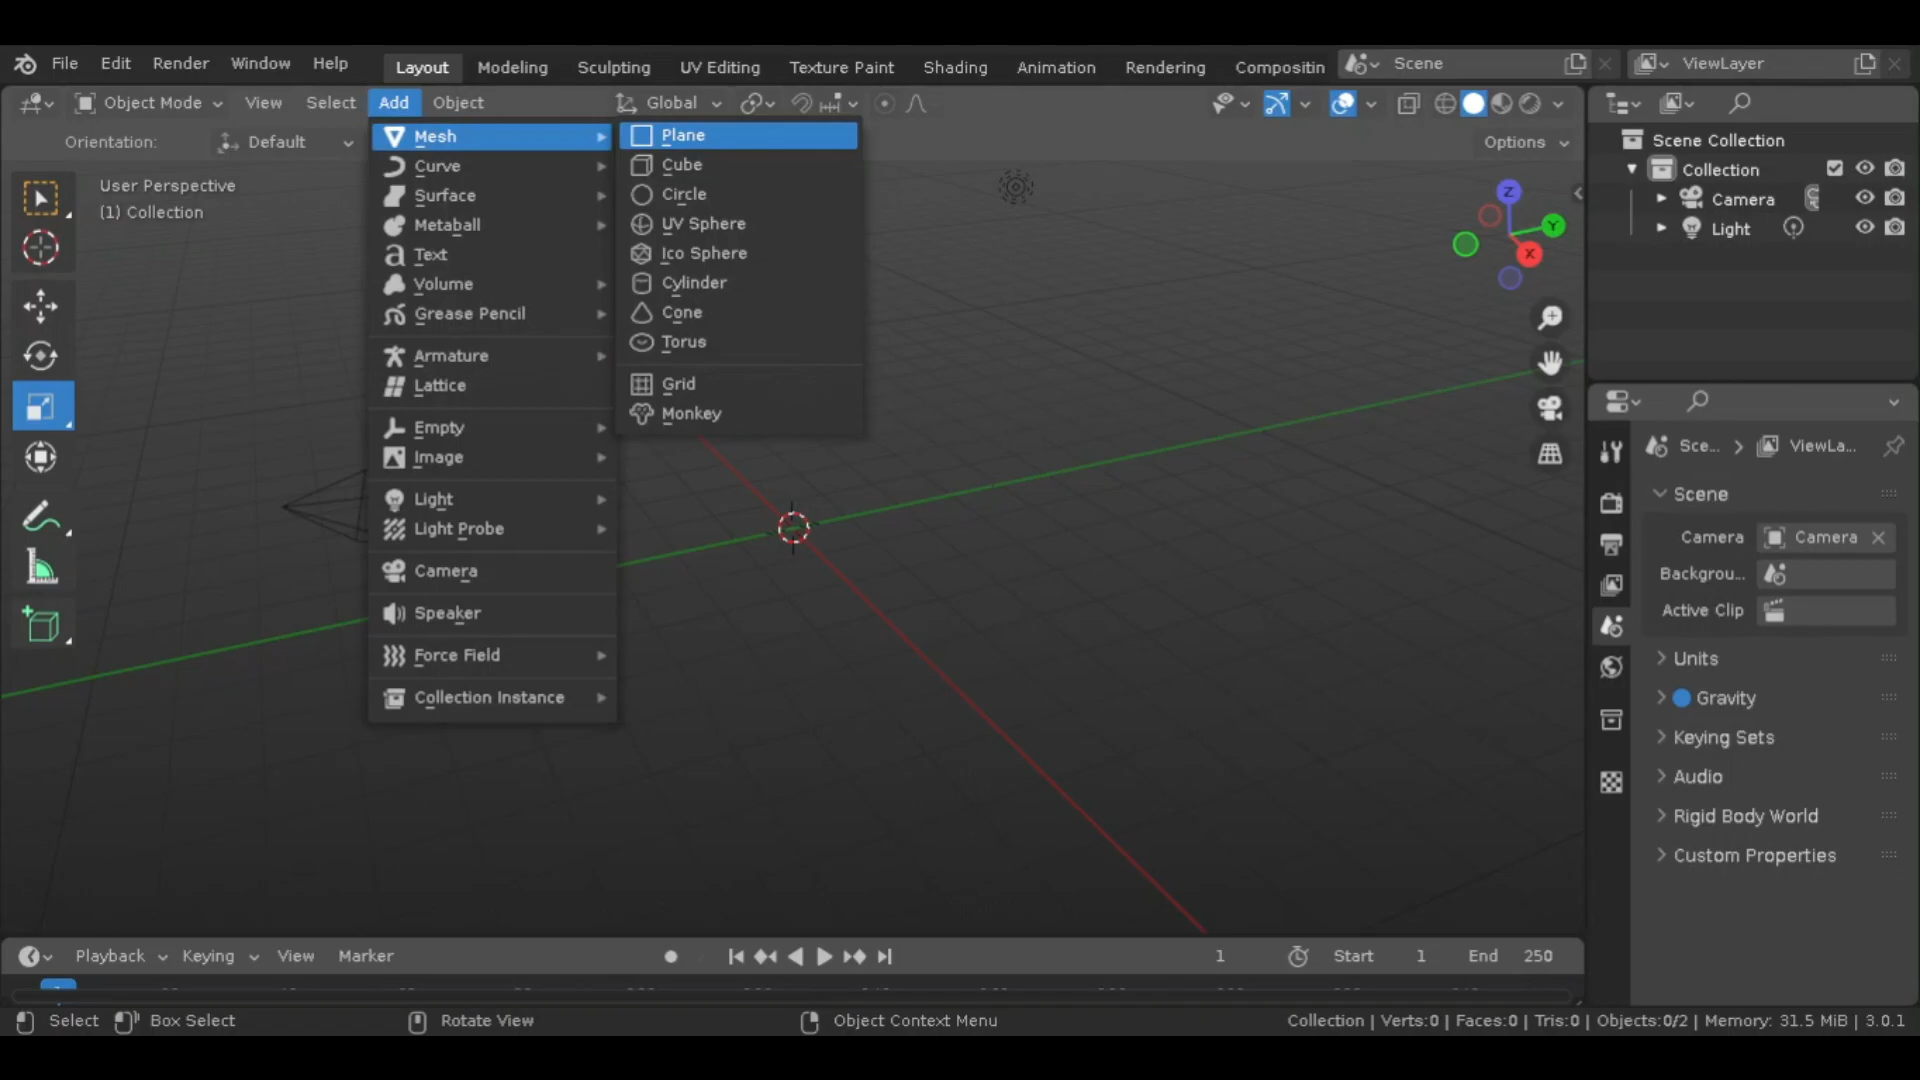 File Edit Render Window Help Layout Modeling Sculpting UV Editing Texture Paint Shading Animation Rendering Compositin Scene ViewLayer
Object Mode View Select Add Object Global
Orientation: Default Options
User Perspective
(1) Collection
Mesh
Curve
Surface
Metaball
Text
Volume
Grease Pencil
Armature
Lattice
Empty
Image
Light
Light Probe
Camera
Speaker
Force Field
Collection Instance
Plane
Cube
Circle
UV Sphere
Ico Sphere
Cylinder
Cone
Torus
Grid
Monkey
Z
Y
X
Scene Collection
Collection
Camera
Light
Sce... ViewLa...
Scene
Camera Camera
Backgrou...
Active Clip
Units
Gravity
Keying Sets
Audio
Rigid Body World
Custom Properties
Playback Keying View Marker 1 Start 1 End 250
Select Box Select Rotate View Object Context Menu Collection | Verts:0 | Faces:0 | Tris:0 | Objects:0/2 | Memory: 31.5 MiB | 3.0.1